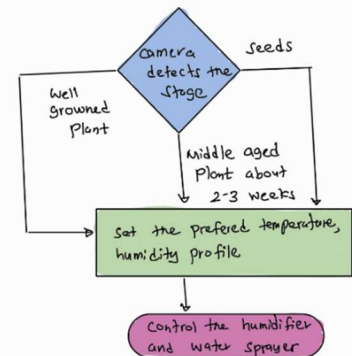 camera
detects the
stage
seeds
well
growned
plant
Middle aged
plant about
2-3 weeks
Set the prefered temperature,
humidity profile
Control the humidifier
and water sprayer